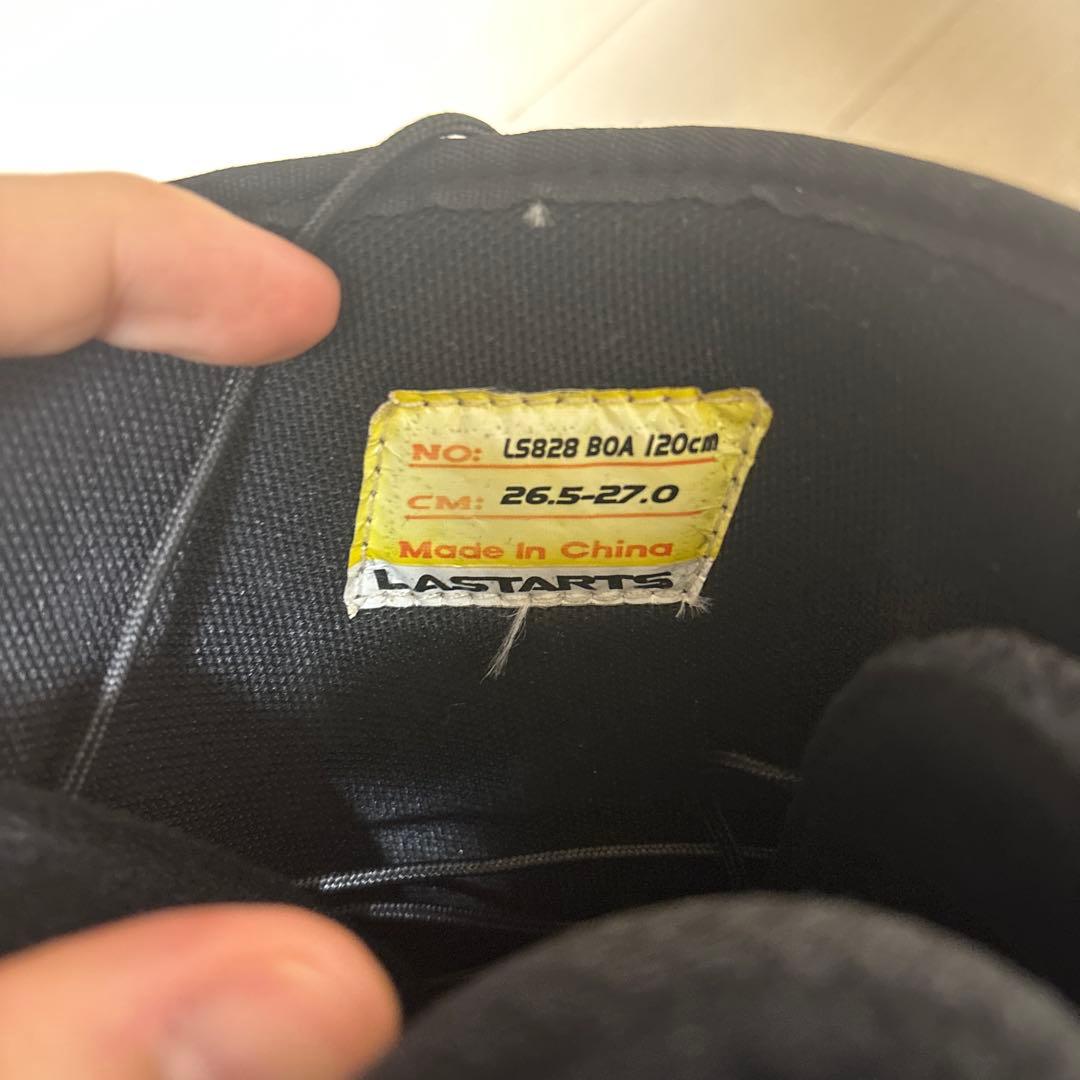 NO: LS828 BOA 120cm
CM: 26.5-27.0
Made In China
LASTARTS